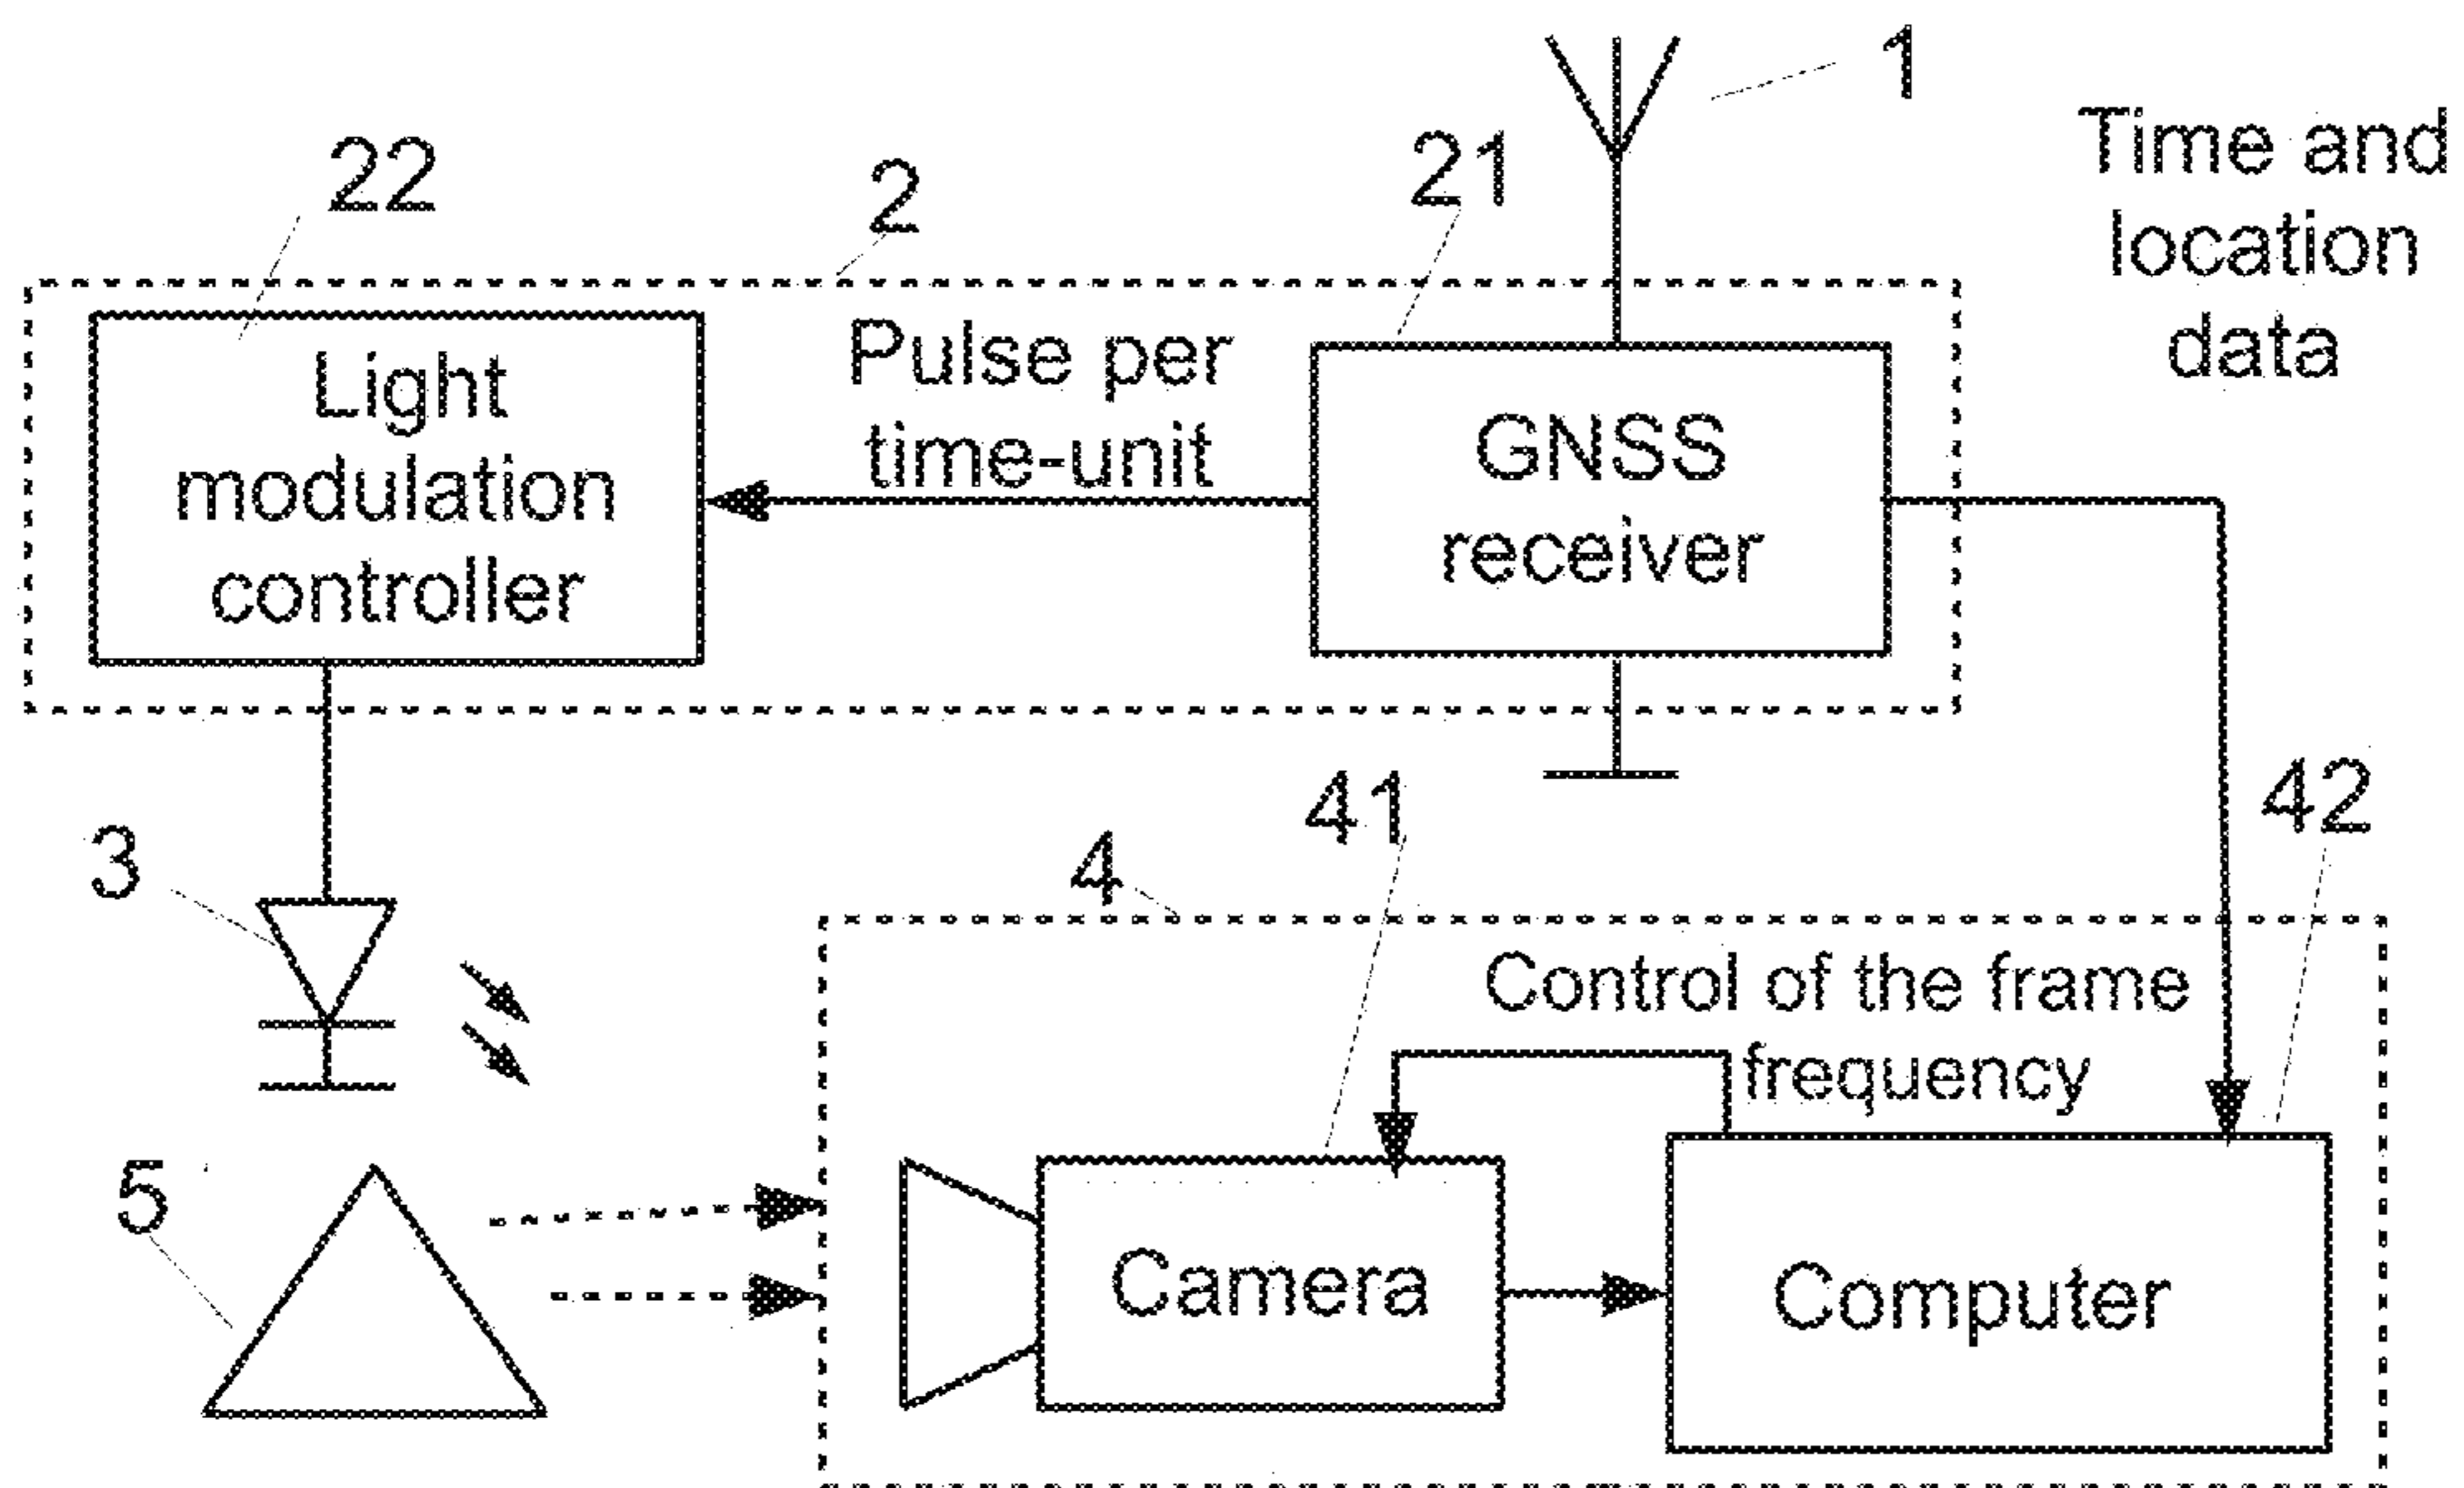 1
Time and
location
data
22
2
21
Light
modulation
controller
Pulse per
time-unit
GNSS
receiver
3
4
41
42
Control of the frame
frequency
5
Camera
Computer